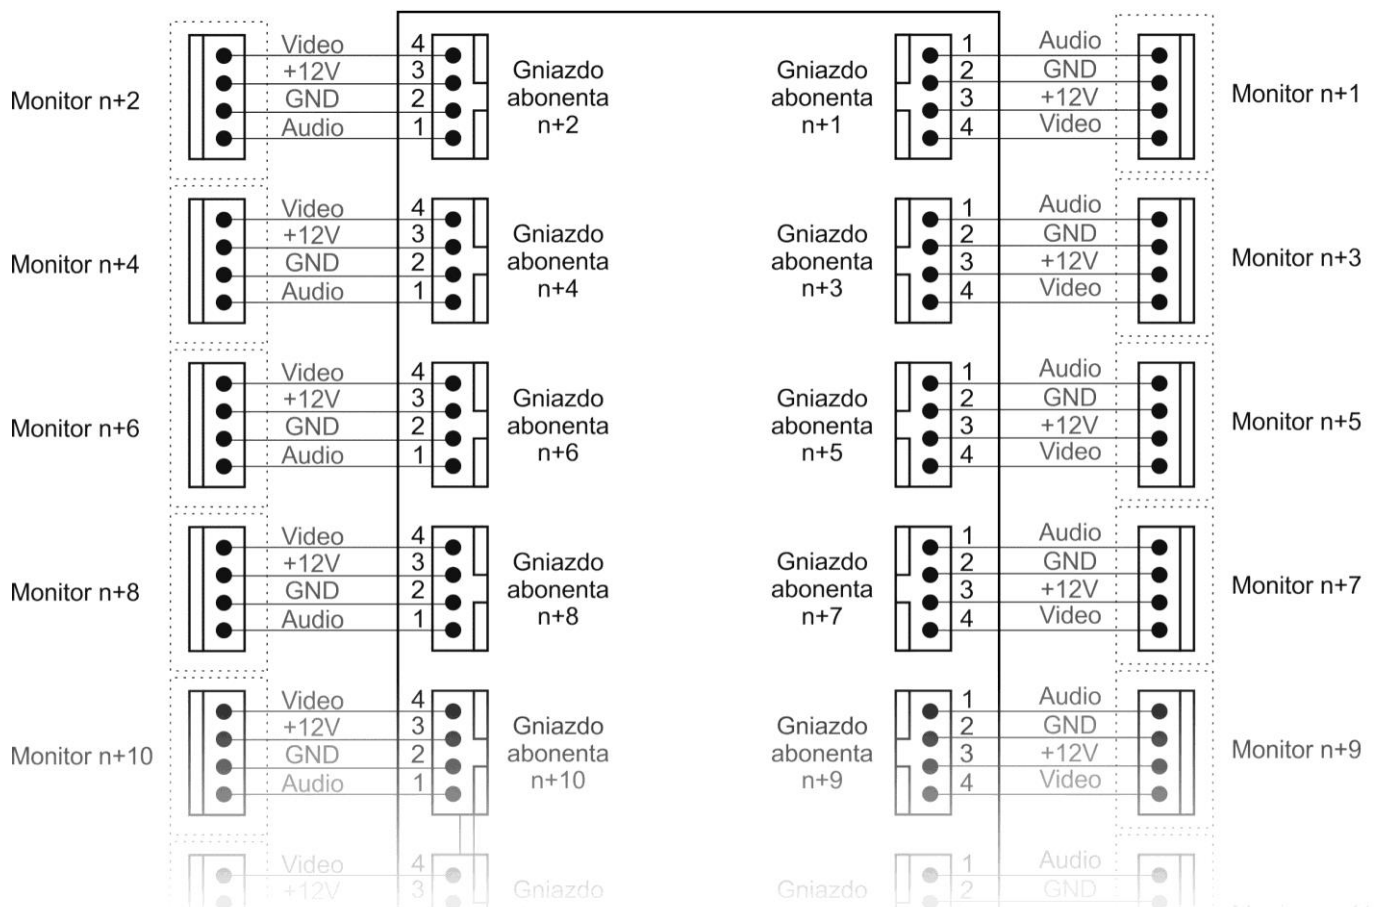 Monitor n+2
Video 4
+12V 3
GND 2
Audio 1
Gniazdo
abonenta
n+2
Gniazdo
abonenta
n+1
1 Audio
2 GND
3 +12V
4 Video
Monitor n+1
Monitor n+4
Video 4
+12V 3
GND 2
Audio 1
Gniazdo
abonenta
n+4
Gniazdo
abonenta
n+3
1 Audio
2 GND
3 +12V
4 Video
Monitor n+3
Monitor n+6
Video 4
+12V 3
GND 2
Audio 1
Gniazdo
abonenta
n+6
Gniazdo
abonenta
n+5
1 Audio
2 GND
3 +12V
4 Video
Monitor n+5
Monitor n+8
Video 4
+12V 3
GND 2
Audio 1
Gniazdo
abonenta
n+8
Gniazdo
abonenta
n+7
1 Audio
2 GND
3 +12V
4 Video
Monitor n+7
Monitor n+10
Video 4
+12V 3
GND 2
Audio 1
Gniazdo
abonenta
n+10
Gniazdo
abonenta
n+9
1 Audio
2 GND
3 +12V
4 Video
Monitor n+9
Video 4
+12V 3
Gniazdo
Gniazdo
1 Audio
2 GND